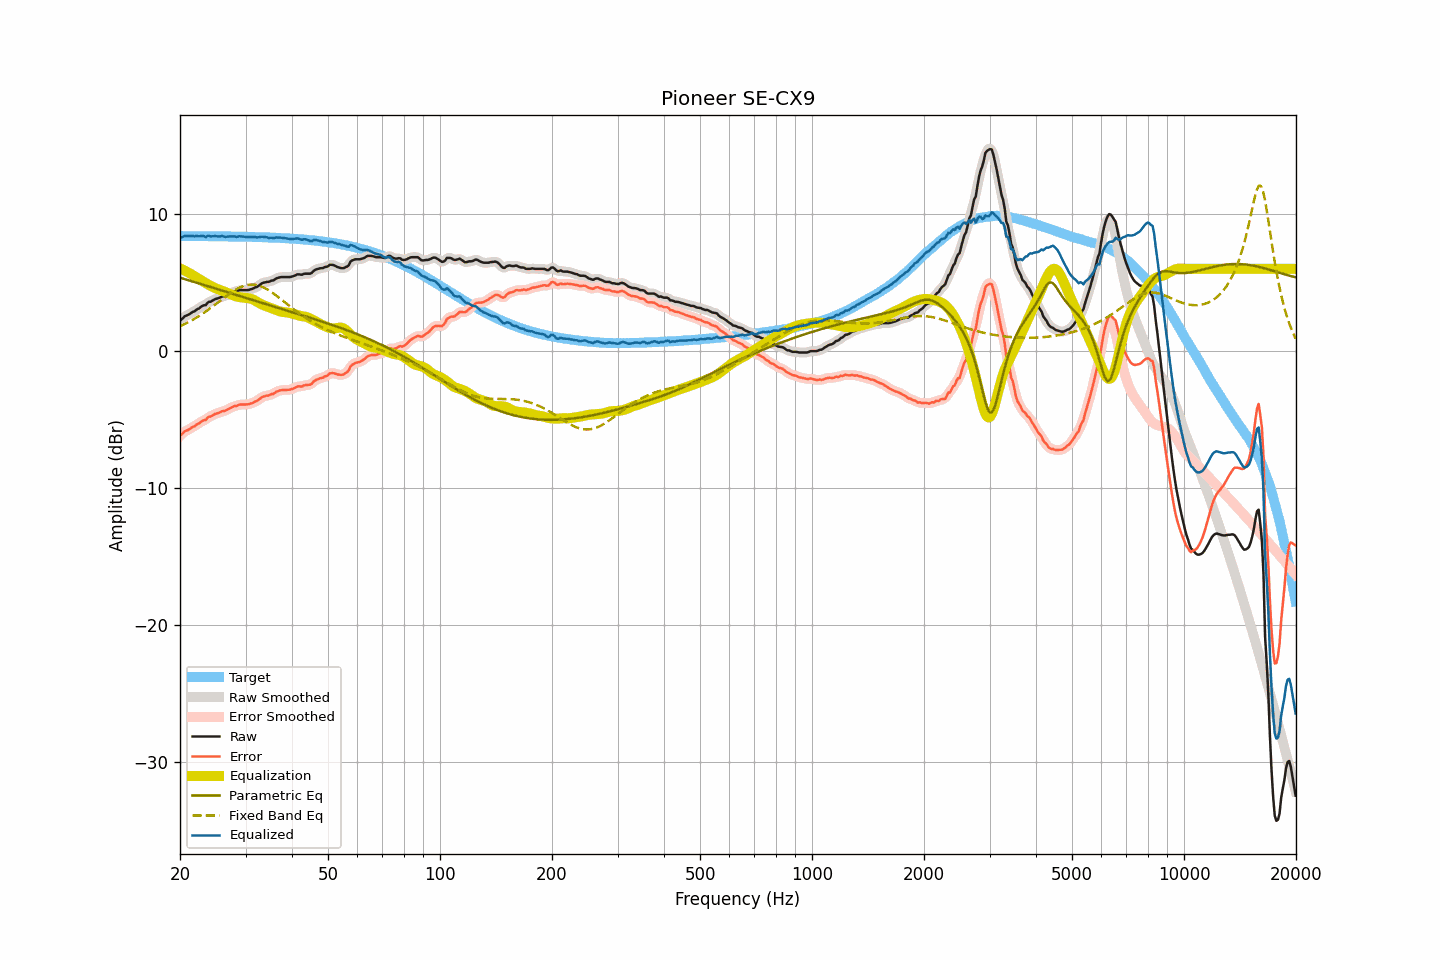 Pioneer SE-CX9
Amplitude (dBr)
10
0
−10
−20
−30
Target
Raw Smoothed
Error Smoothed
Raw
Error
Equalization
Parametric Eq
Fixed Band Eq
Equalized
20 50 100 200 500 1000 2000 5000 10000 20000
Frequency (Hz)